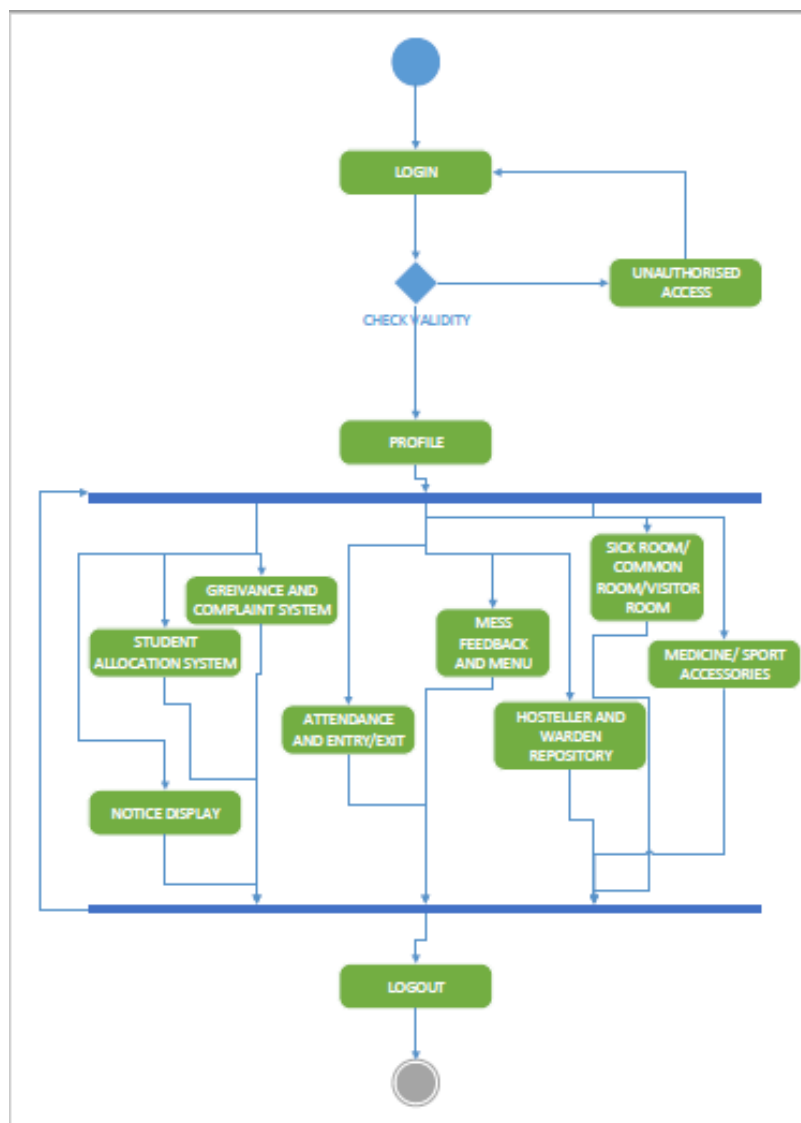 LOGIN
UNAUTHORISED
ACCESS
CHECK VALIDITY
PROFILE
SICK ROOM/
COMMON
ROOM/VISITOR
ROOM
GREIVANCE AND
COMPLAINT SYSTEM
MESS
FEEDBACK
AND MENU
STUDENT
ALLOCATION SYSTEM
MEDICINE/ SPORT
ACCESSORIES
ATTENDANCE
AND ENTRY/EXIT
HOSTELLER AND
WARDEN
REPOSITORY
NOTICE DISPLAY
LOGOUT